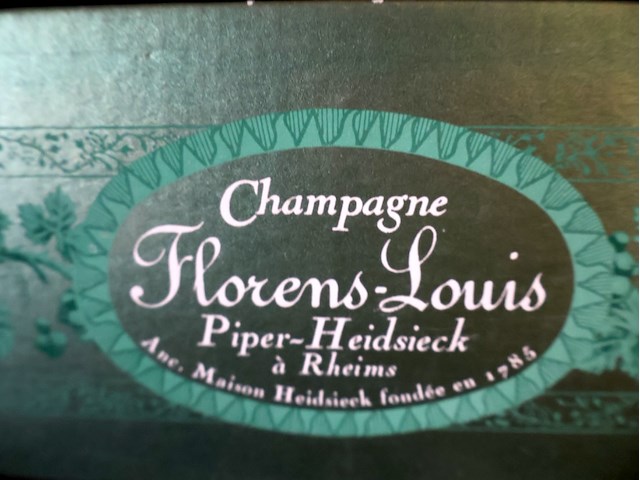 Champagne
Florens-Louis
Piper-Heidsieck
à Rheims
Anc. Maison Heidsieck fondée en 1785